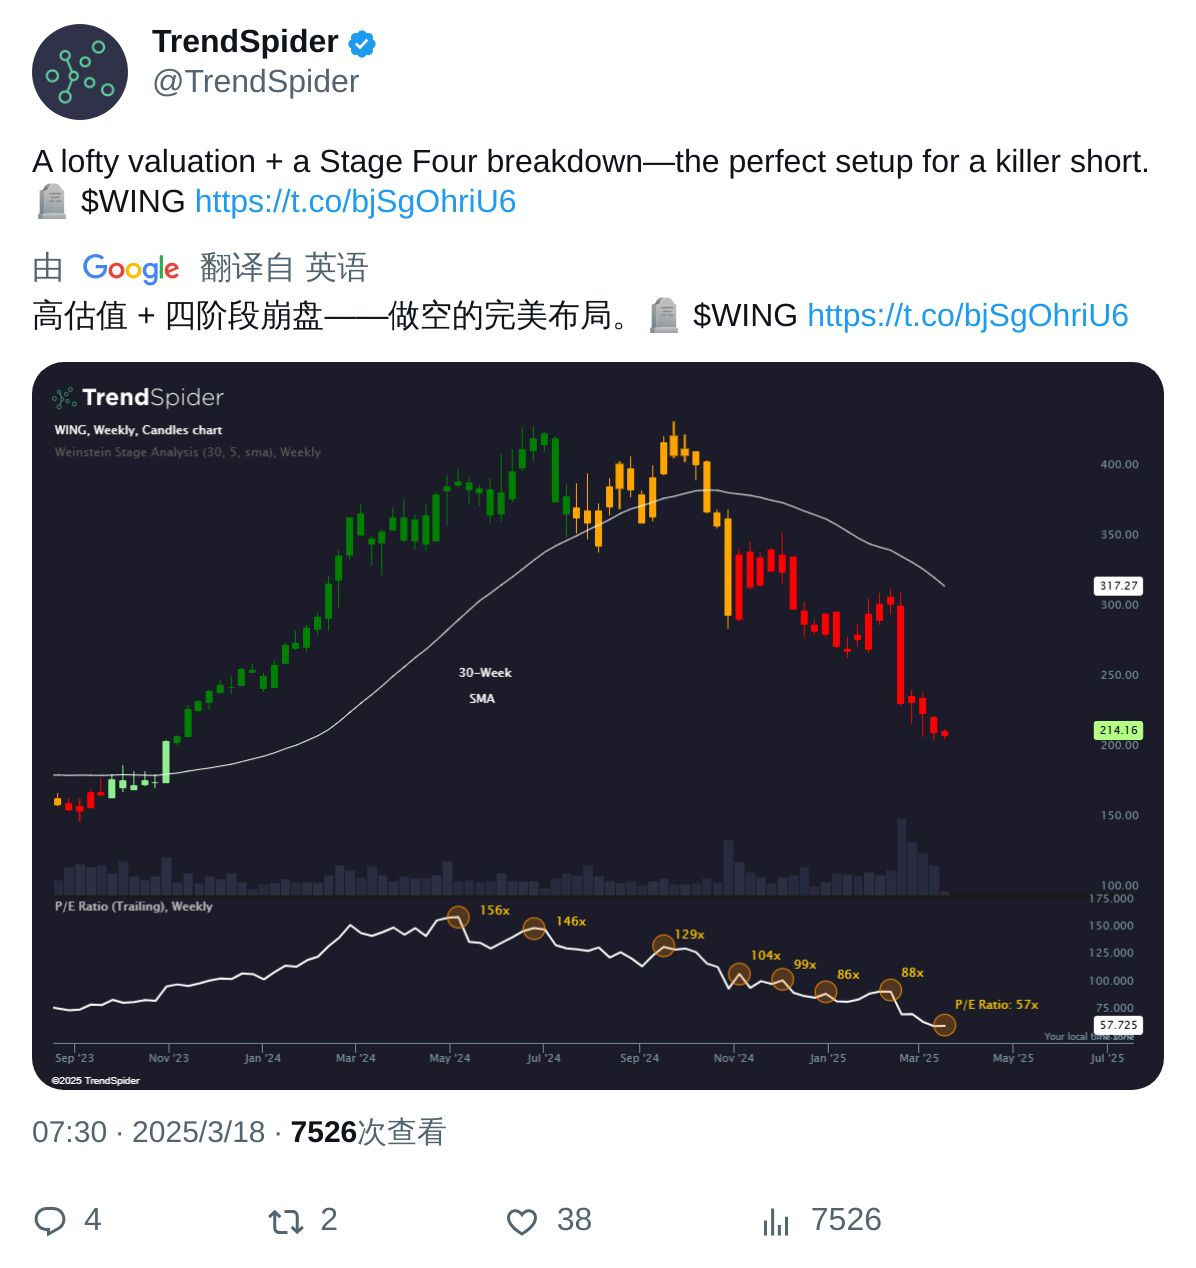 TrendSpider
@TrendSpider
A lofty valuation + a Stage Four breakdown—the perfect setup for a killer short.
🪦 $WING https://t.co/bjSgOhriU6
由 Google 翻译自 英语
高估值 + 四阶段崩盘——做空的完美布局。🪦 $WING https://t.co/bjSgOhriU6
TrendSpider
WING, Weekly, Candles chart
Weinstein Stage Analysis (30, 5, sma), Weekly
400.00
350.00
317.27
300.00
30-Week
SMA
250.00
214.16
200.00
150.00
100.00
P/E Ratio (Trailing), Weekly
175.000
156x
146x
150.000
129x
125.000
104x
99x
86x
88x
100.000
P/E Ratio: 57x
75.000
57.725
Your local time zone
Sep '23 Nov '23 Jan '24 Mar '24 May '24 Jul '24 Sep '24 Nov '24 Jan '25 Mar '25 May '25 Jul '25
©2025 TrendSpider
07:30 · 2025/3/18 · 7526次查看
4 2 38 7526